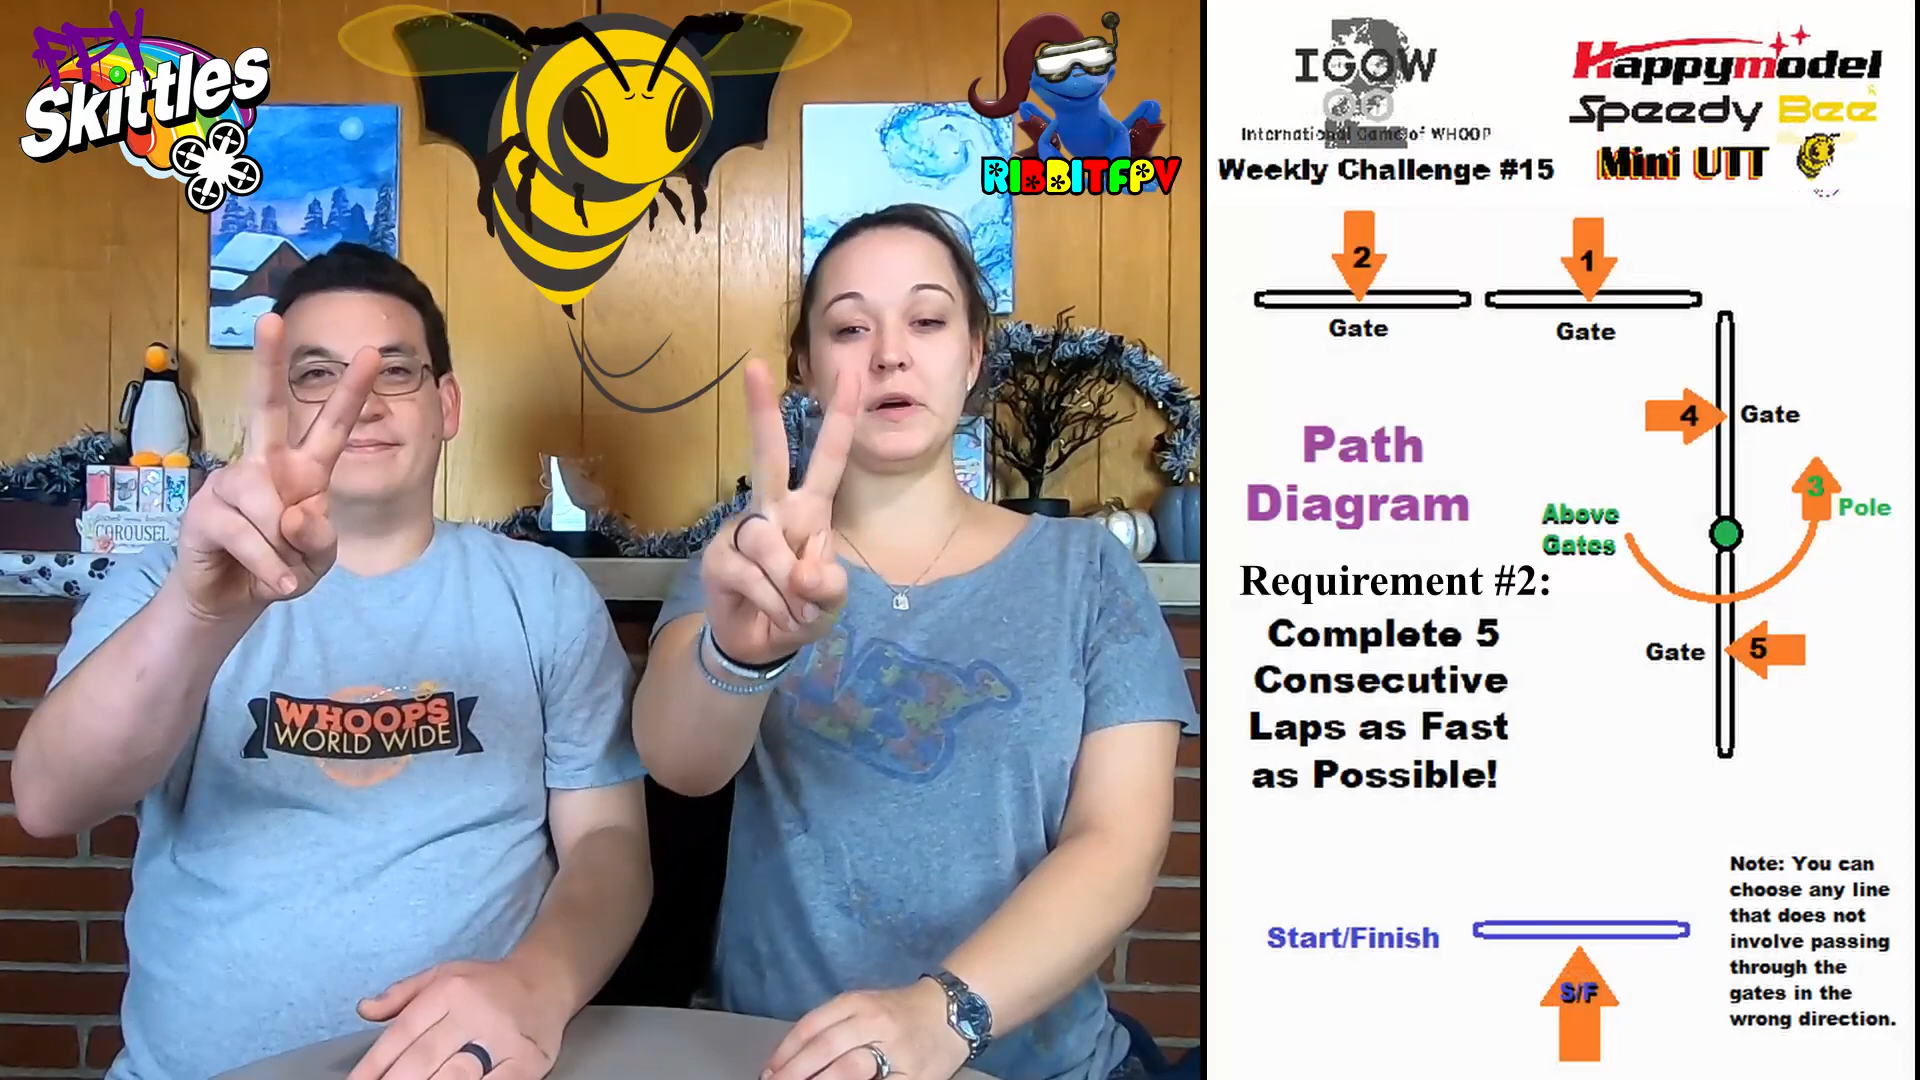 FPV
Skittles
RIBBITFPV
CAROUSEL
WHOOPS
WORLD WIDE
IGOW
International Game of WHOOP
Weekly Challenge #15
Happymodel
Speedy Bee
Mini UTT
2
1
Gate
Gate
4
Gate
Path
Diagram
3
Pole
Above
Gates
Requirement #2:
Complete 5
Consecutive
Laps as Fast
as Possible!
Gate
5
Note: You can
choose any line
that does not
involve passing
through the
gates in the
wrong direction.
Start/Finish
S/F